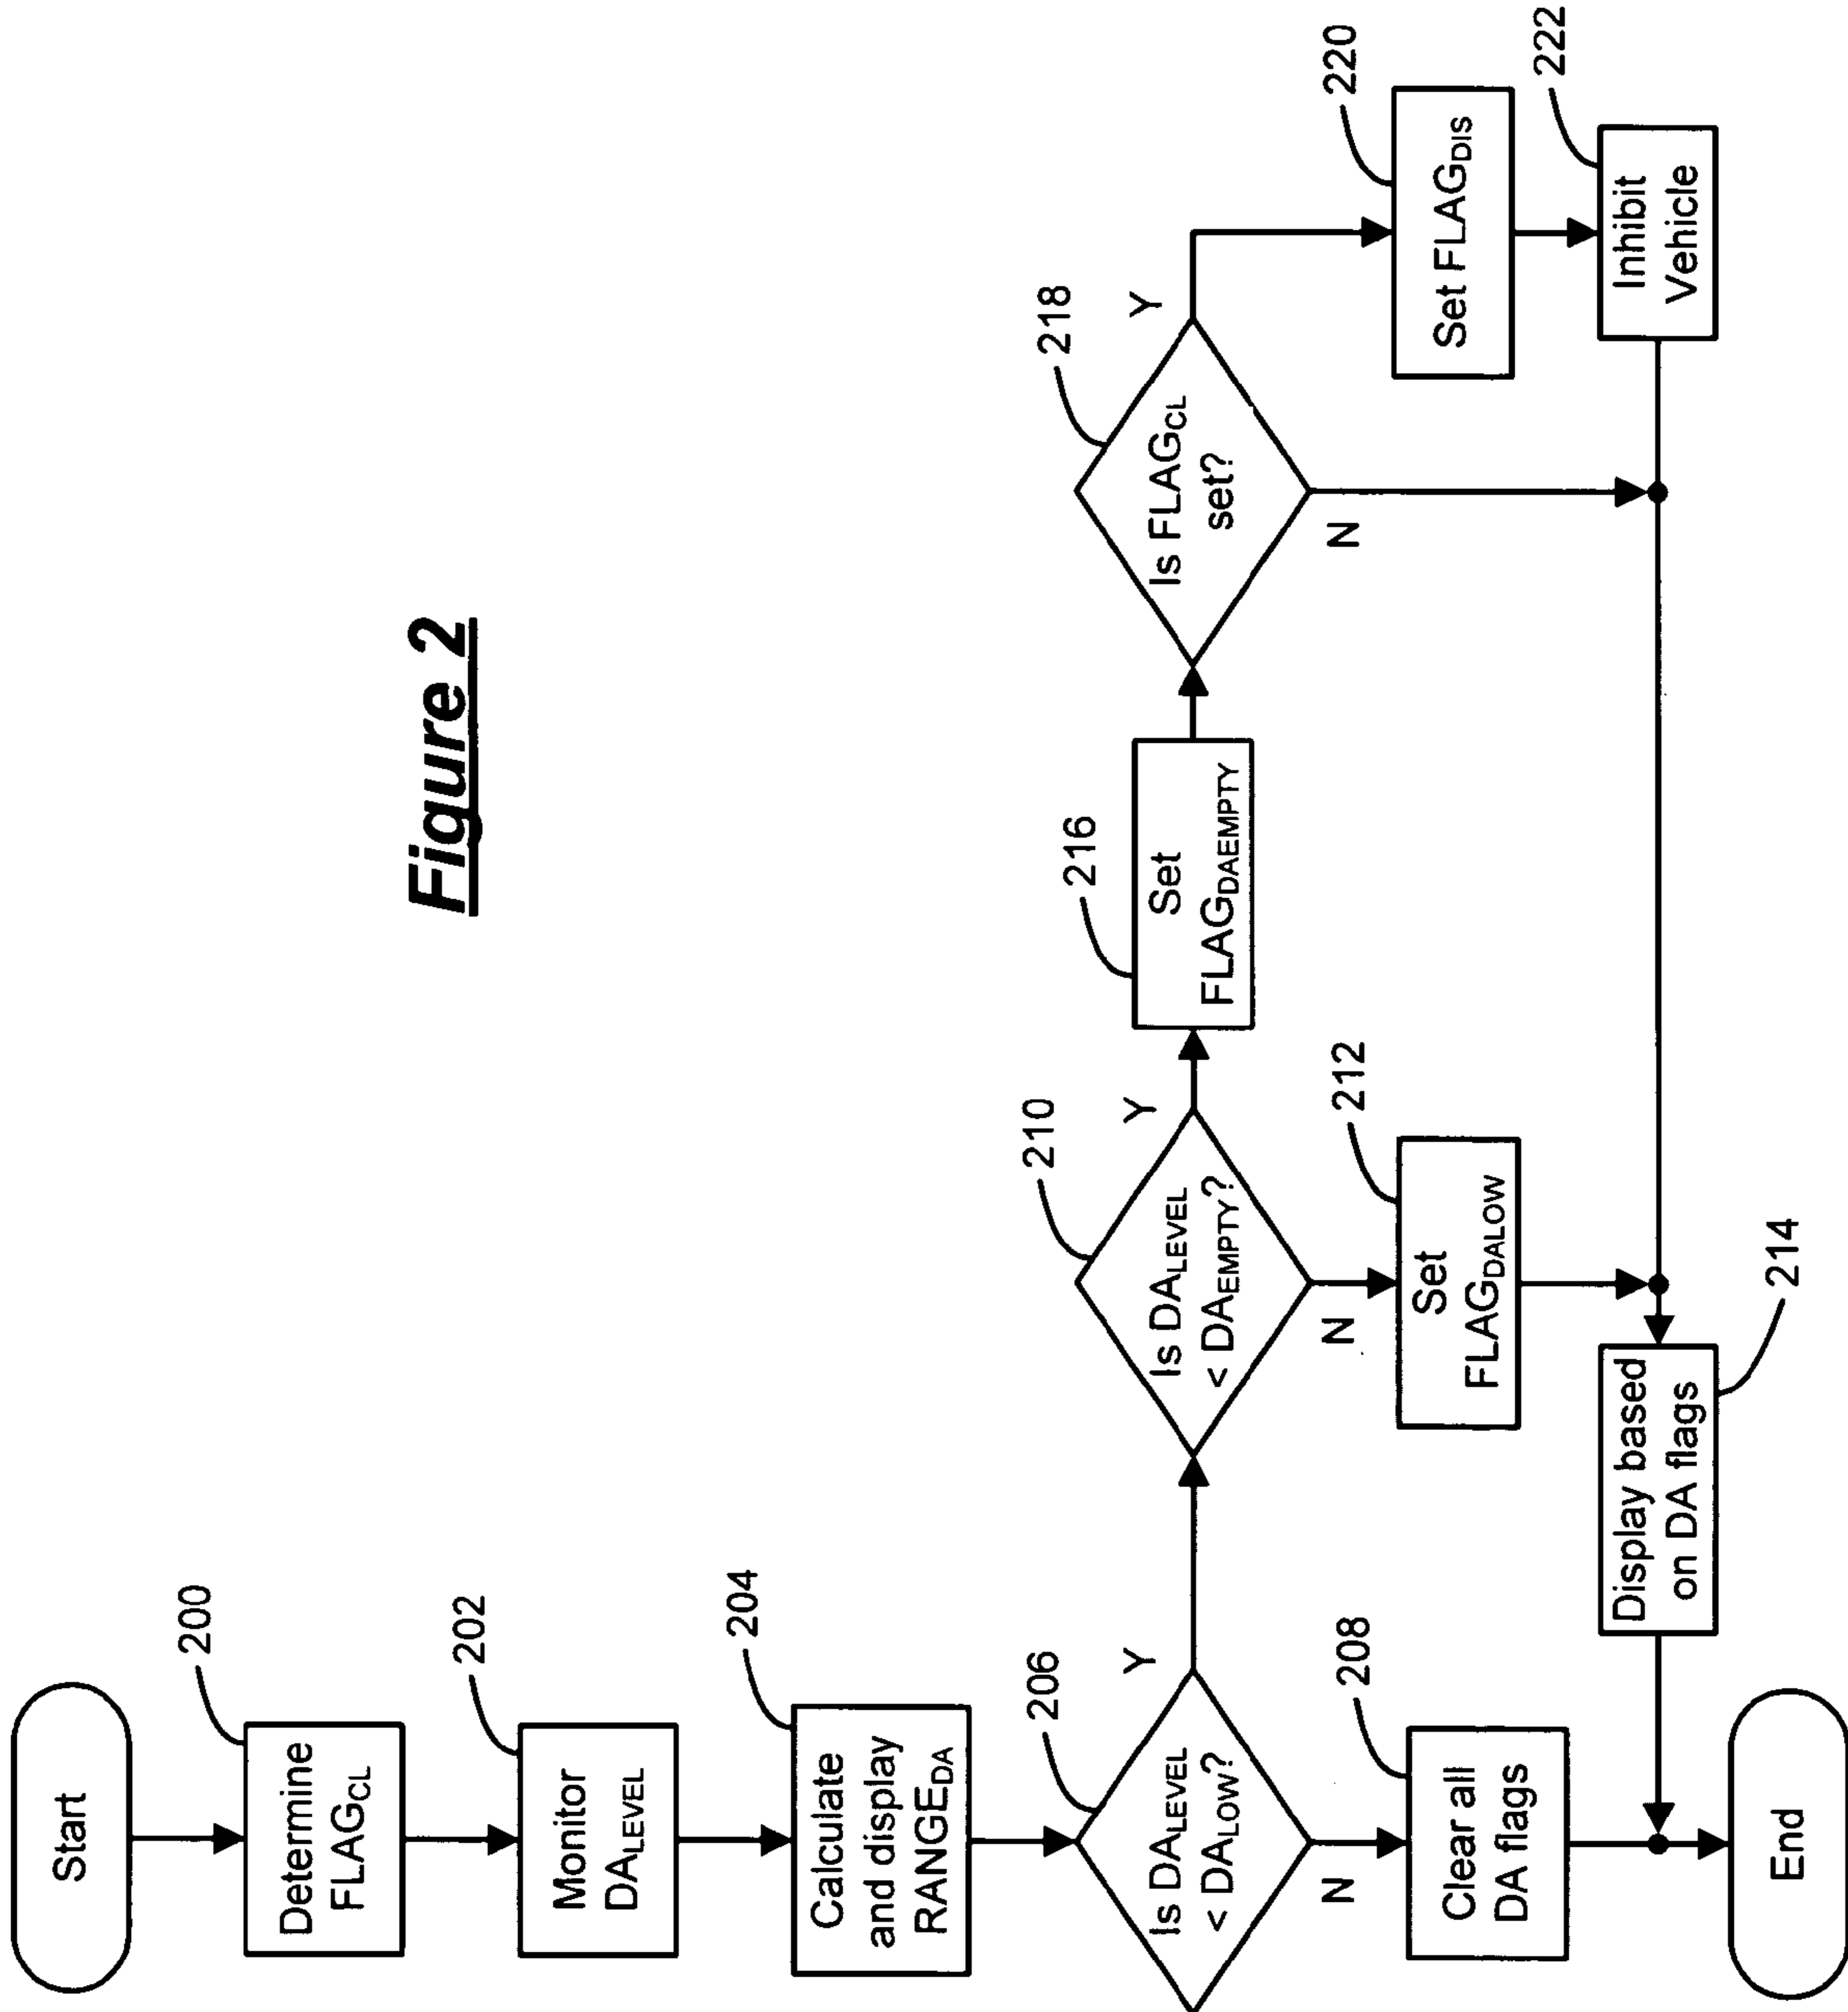 Figure 2
Start
200
Determine
FLAGCL
202
Monitor
DALEVEL
204
Calculate
and display
RANGEDA
206
Is DALEVEL
< DALOW?
Y
N
208
Clear all
DA flags
End
210
Is DALEVEL
< DAEMPTY?
Y
N
212
Set
FLAGDALOW
214
Display based
on DA flags
216
Set
FLAGDAEMPTY
218
Is FLAGCL
set?
Y
N
220
Set FLAGDIS
222
Inhibit
Vehicle